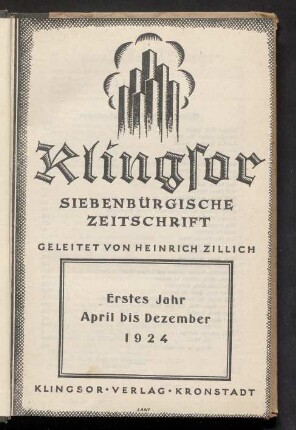 Klingsor
SIEBENBÜRGISCHE
ZEITSCHRIFT
GELEITET VON HEINRICH ZILLICH
Erstes Jahr
April bis Dezember
1924
KLINGSOR • VERLAG • KRONSTADT